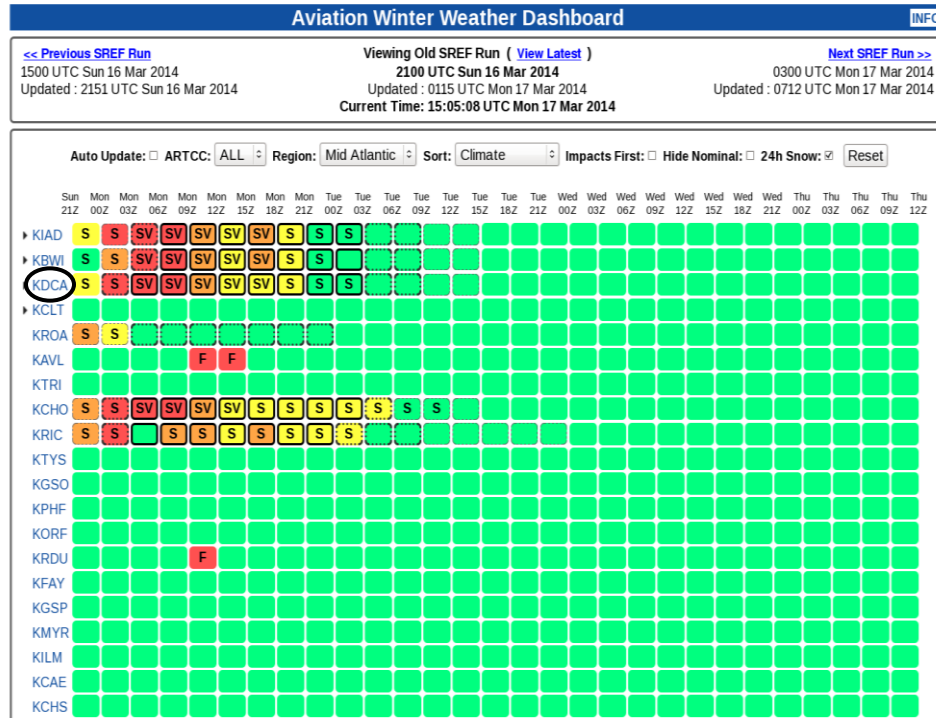 Aviation Winter Weather Dashboard
INFO
<< Previous SREF Run
1500 UTC Sun 16 Mar 2014
Updated : 2151 UTC Sun 16 Mar 2014
Viewing Old SREF Run ( View Latest )
2100 UTC Sun 16 Mar 2014
Updated : 0115 UTC Mon 17 Mar 2014
Current Time: 15:05:08 UTC Mon 17 Mar 2014
Next SREF Run >>
0300 UTC Mon 17 Mar 2014
Updated : 0712 UTC Mon 17 Mar 2014
Auto Update: ARTCC: ALL Region: Mid Atlantic Sort: Climate Impacts First: Hide Nominal: 24h Snow: Reset
Sun Mon Mon Mon Mon Mon Mon Mon Mon Tue Tue Tue Tue Tue Tue Tue Tue Wed Wed Wed Wed Wed Wed Wed Wed Thu Thu Thu Thu Thu
21Z 00Z 03Z 06Z 09Z 12Z 15Z 18Z 21Z 00Z 03Z 06Z 09Z 12Z 15Z 18Z 21Z 00Z 03Z 06Z 09Z 12Z 15Z 18Z 21Z 00Z 03Z 06Z 09Z 12Z
KIAD S S SV SV SV SV SV S S S
KBWI S S SV SV SV SV S S S
KDCA S S SV SV SV SV SV S S S
KCLT
KROA S S
KAVL F F
KTRI
KCHO S S SV SV SV SV S S S S S S S
KRIC S S S S S S S S S
KTYS
KGSO
KPHF
KORF
KRDU F
KFAY
KGSP
KMYR
KILM
KCAE
KCHS